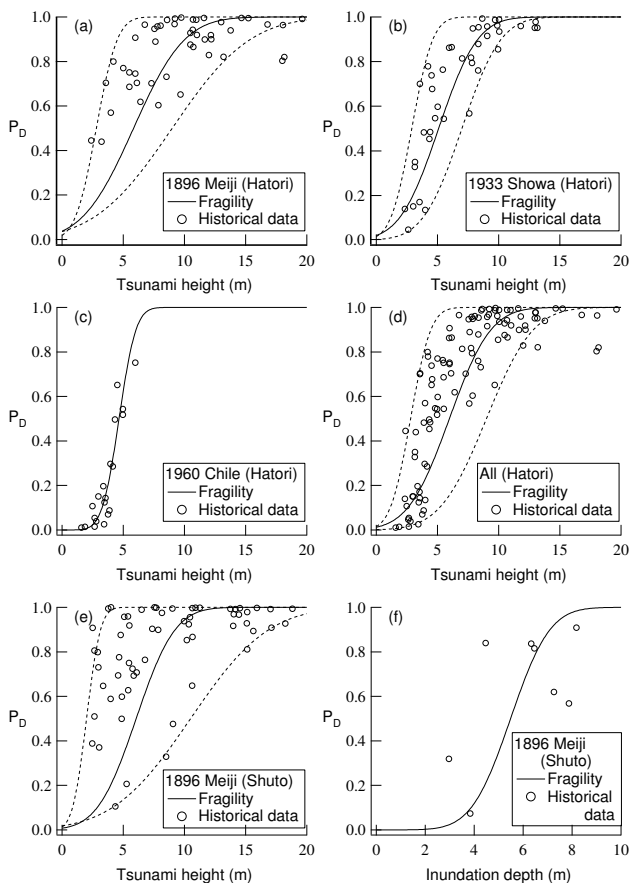 (a)
1.0
0.8
0.6
P_D
0.4
0.2
0.0
1896 Meiji (Hatori)
Fragility
Historical data
0 5 10 15 20
Tsunami height (m)
(b)
1.0
0.8
0.6
P_D
0.4
0.2
0.0
1933 Showa (Hatori)
Fragility
Historical data
0 5 10 15 20
Tsunami height (m)
(c)
1.0
0.8
0.6
P_D
0.4
0.2
0.0
1960 Chile (Hatori)
Fragility
Historical data
0 5 10 15 20
Tsunami height (m)
(d)
1.0
0.8
0.6
P_D
0.4
0.2
0.0
All (Hatori)
Fragility
Historical data
0 5 10 15 20
Tsunami height (m)
(e)
1.0
0.8
0.6
P_D
0.4
0.2
0.0
1896 Meiji (Shuto)
Fragility
Historical data
0 5 10 15 20
Tsunami height (m)
(f)
1.0
0.8
0.6
P_D
0.4
0.2
0.0
1896 Meiji
(Shuto)
Fragility
Historical
data
0 2 4 6 8 10
Inundation depth (m)